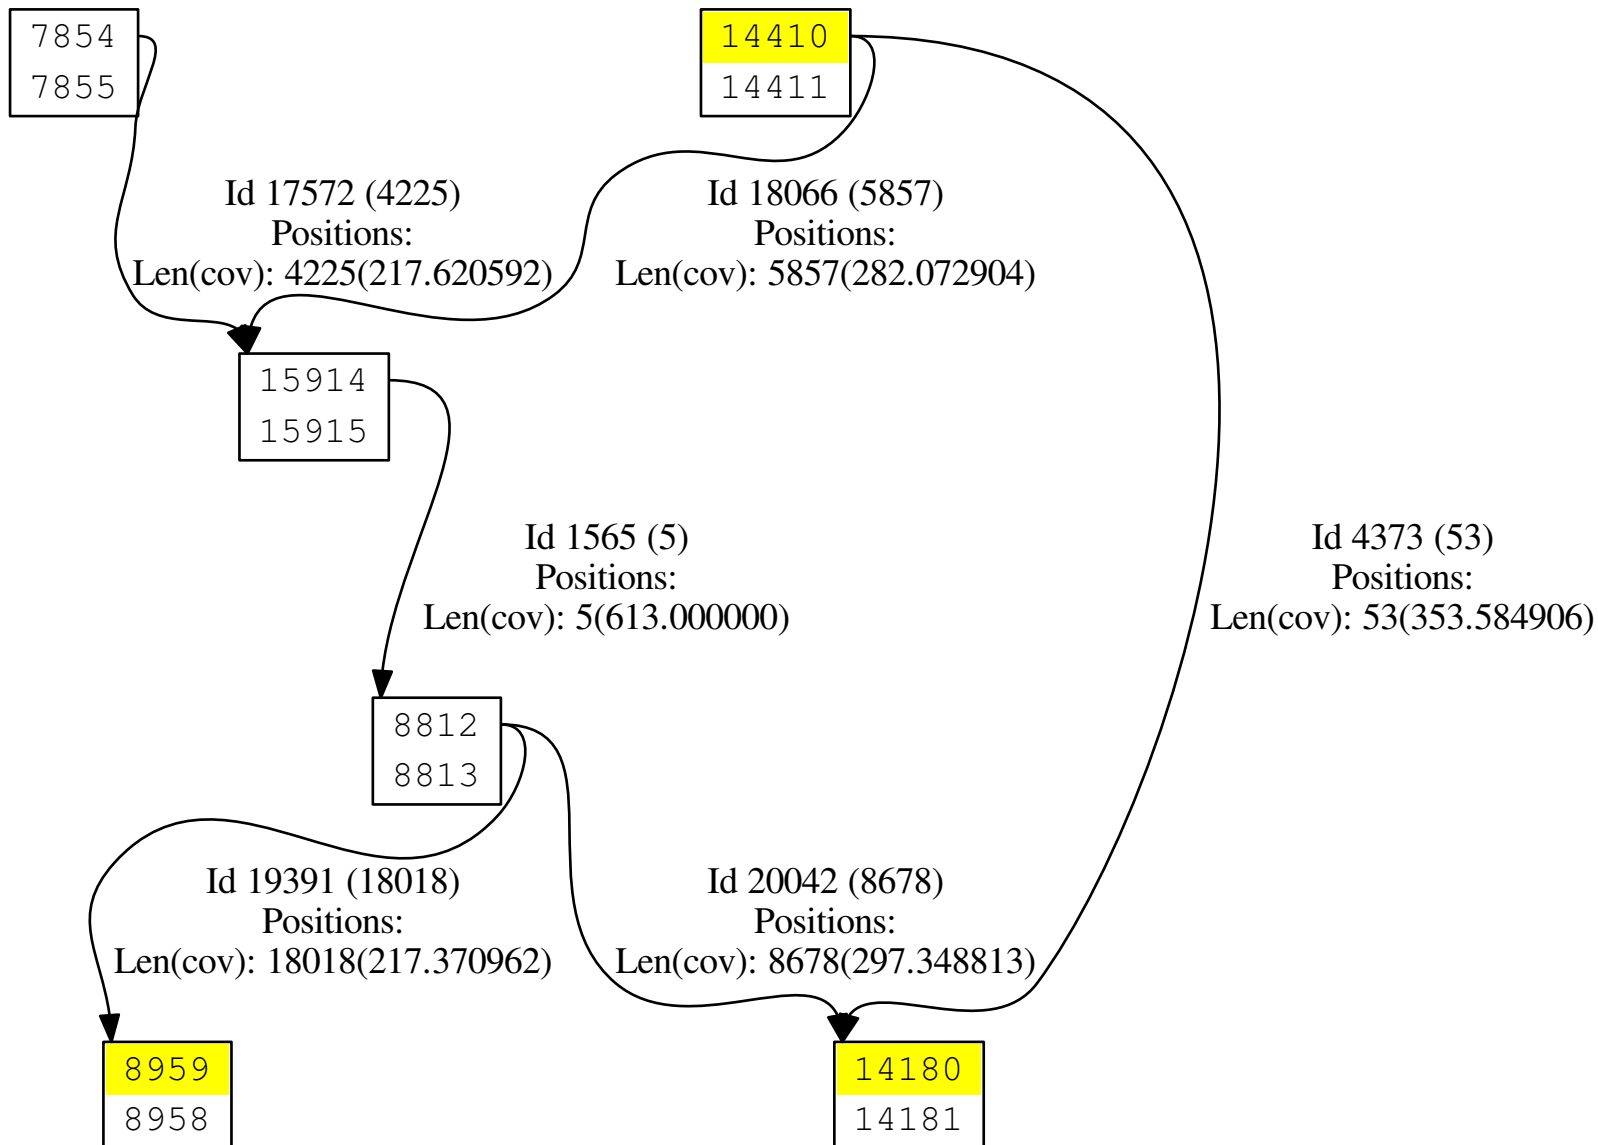 7854
7855
14410
14411
Id 17572 (4225)
Positions:
Len(cov): 4225(217.620592)
Id 18066 (5857)
Positions:
Len(cov): 5857(282.072904)
15914
15915
Id 1565 (5)
Positions:
Len(cov): 5(613.000000)
Id 4373 (53)
Positions:
Len(cov): 53(353.584906)
8812
8813
Id 19391 (18018)
Positions:
Len(cov): 18018(217.370962)
Id 20042 (8678)
Positions:
Len(cov): 8678(297.348813)
8959
8958
14180
14181